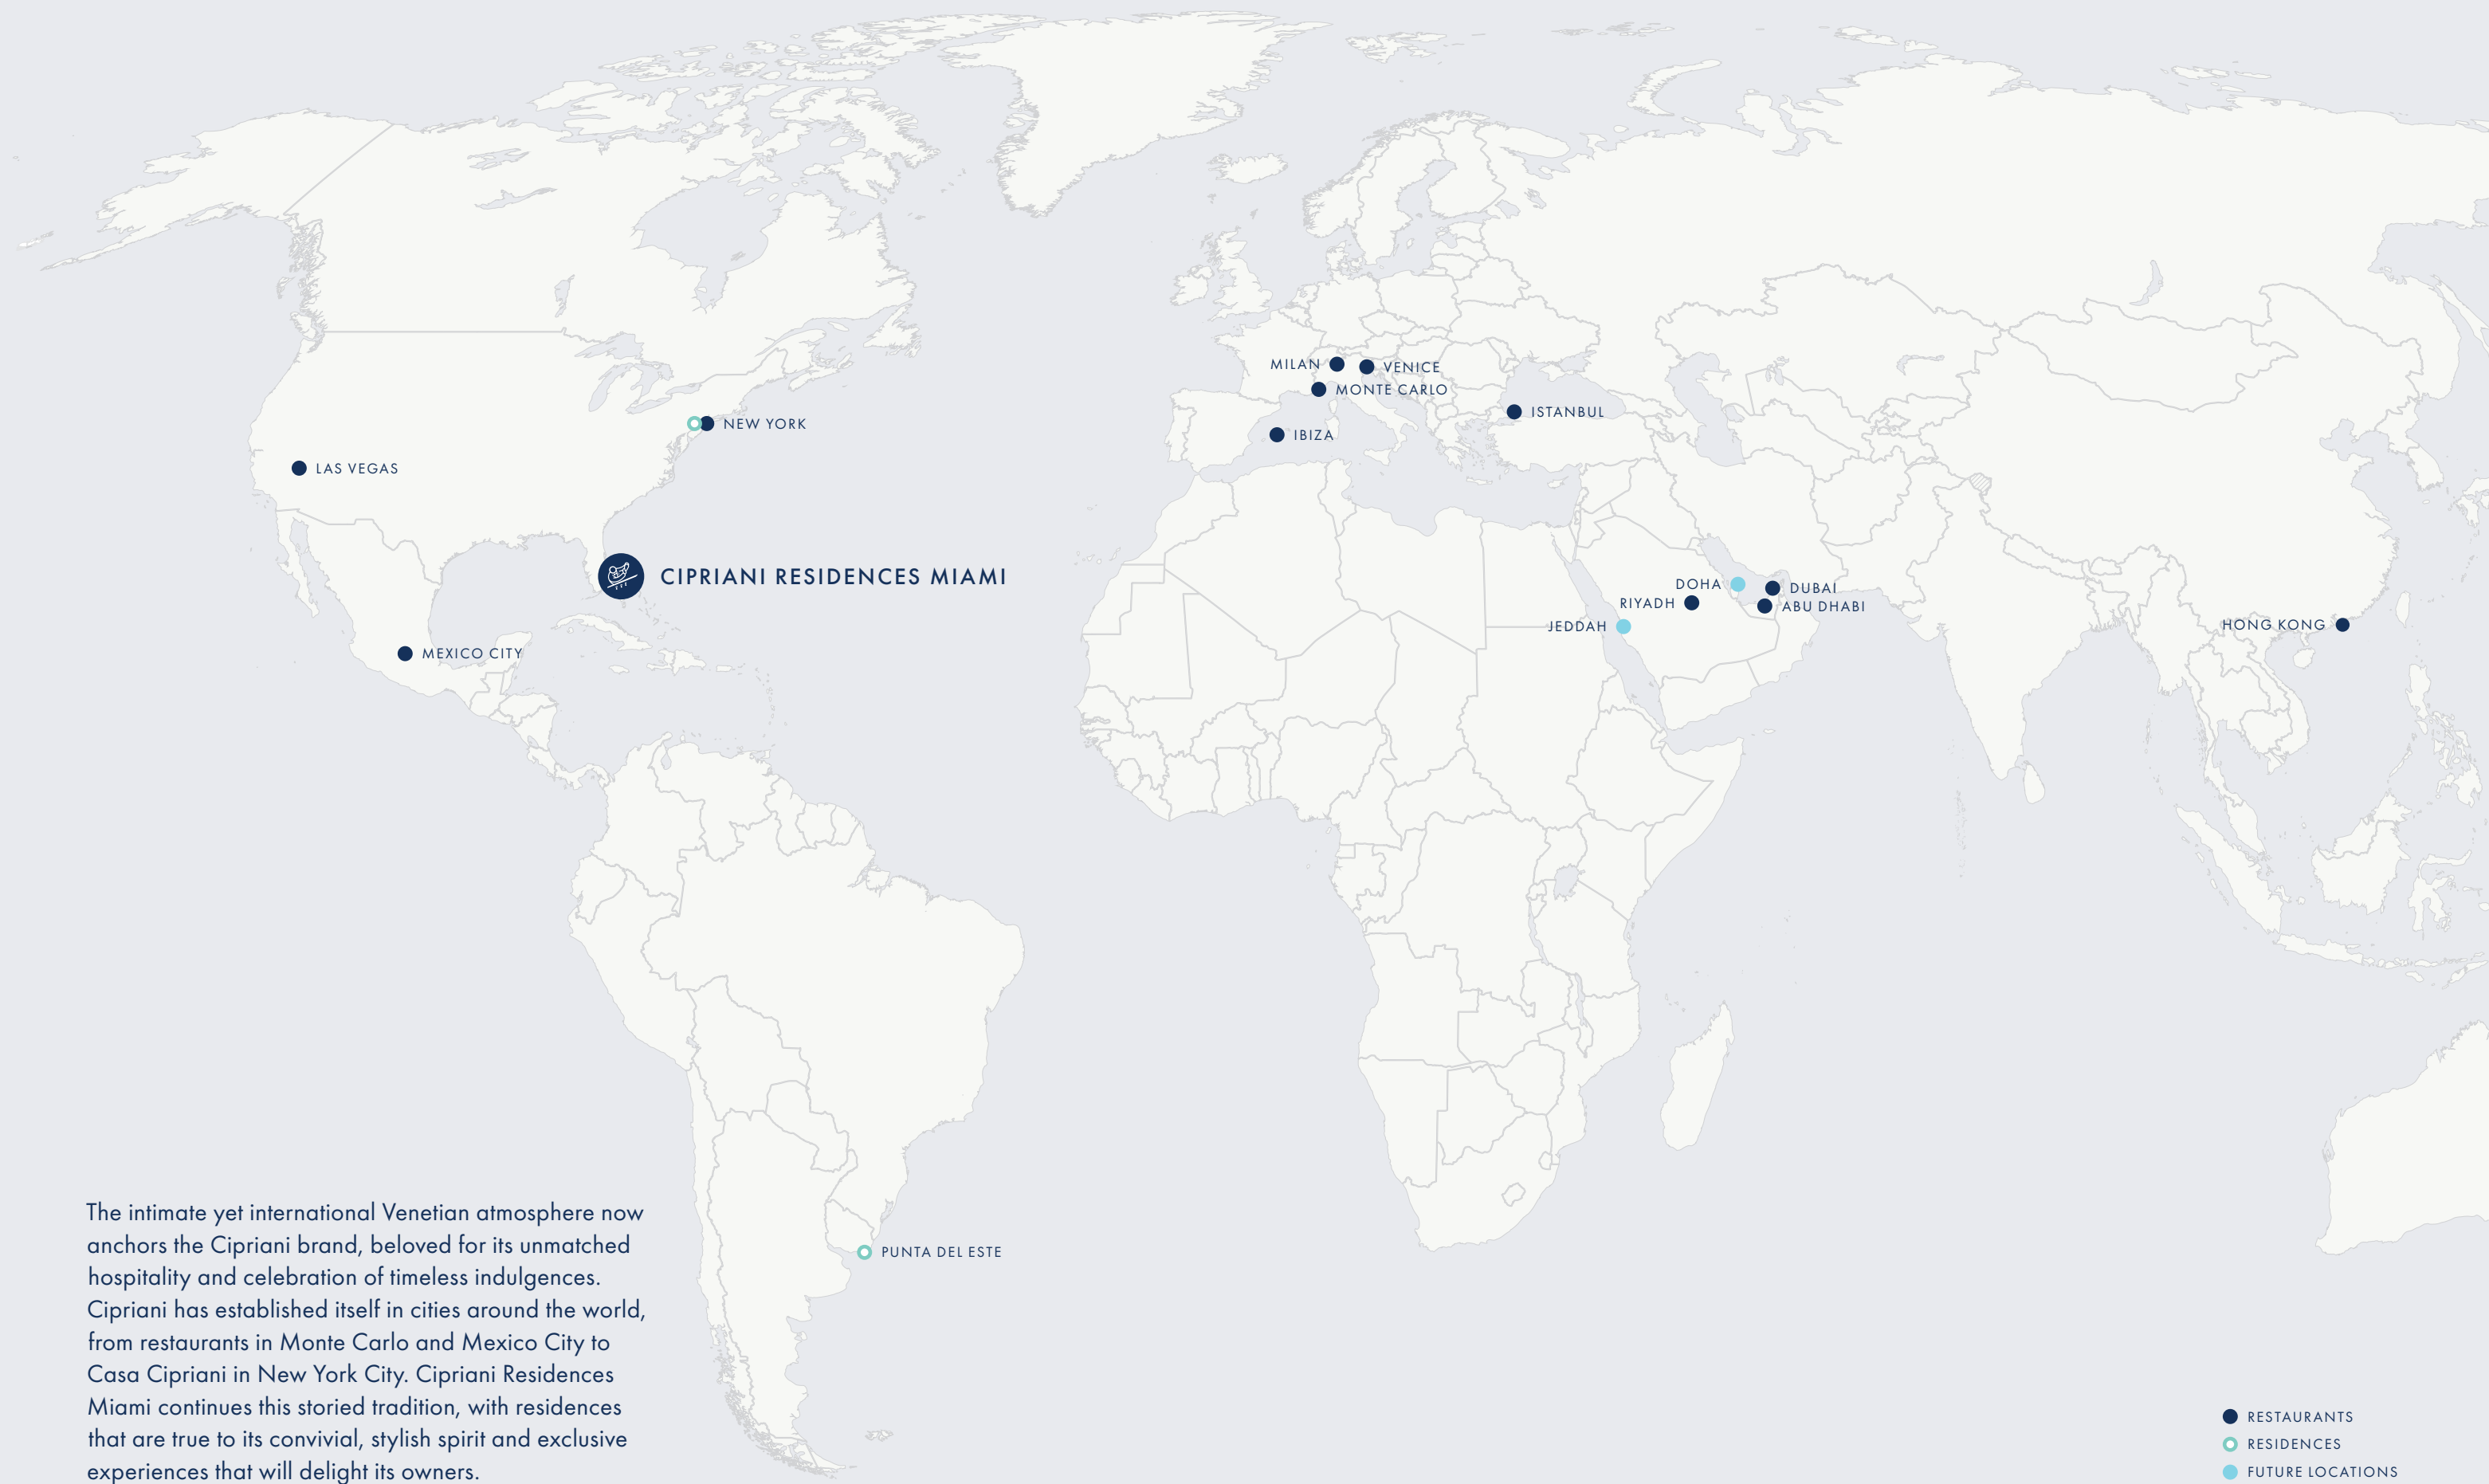 MILAN
VENICE
MONTE CARLO
ISTANBUL
NEW YORK
IBIZA
LAS VEGAS
CIPRIANI RESIDENCES MIAMI
DOHA
DUBAI
RIYADH
ABU DHABI
JEDDAH
HONG KONG
MEXICO CITY
PUNTA DEL ESTE
The intimate yet international Venetian atmosphere now
anchors the Cipriani brand, beloved for its unmatched
hospitality and celebration of timeless indulgences.
Cipriani has established itself in cities around the world,
from restaurants in Monte Carlo and Mexico City to
Casa Cipriani in New York City. Cipriani Residences
Miami continues this storied tradition, with residences
that are true to its convivial, stylish spirit and exclusive
experiences that will delight its owners.
RESTAURANTS
RESIDENCES
FUTURE LOCATIONS